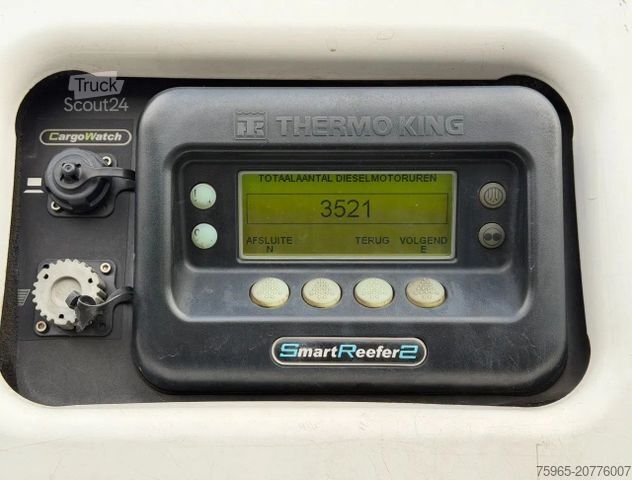 Truck
Scout24
CargoWatch
THERMO KING
TOTAALAANTAL DIESELMOTORUREN
3521
AFSLUITE
N
TERUG
VOLGEND
E
SmartReefer2
75965-20776007